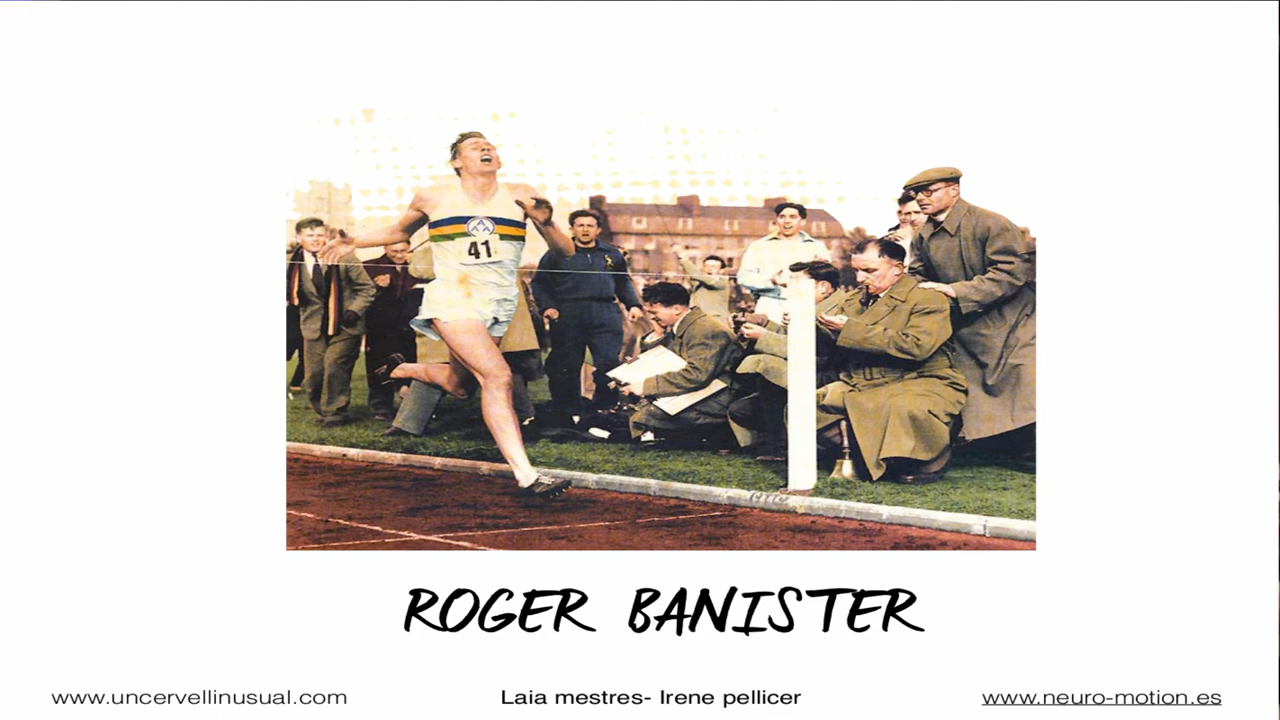 41
ROGER BANISTER
www.uncervellinusual.com
Laia mestres- Irene pellicer
www.neuro-motion.es